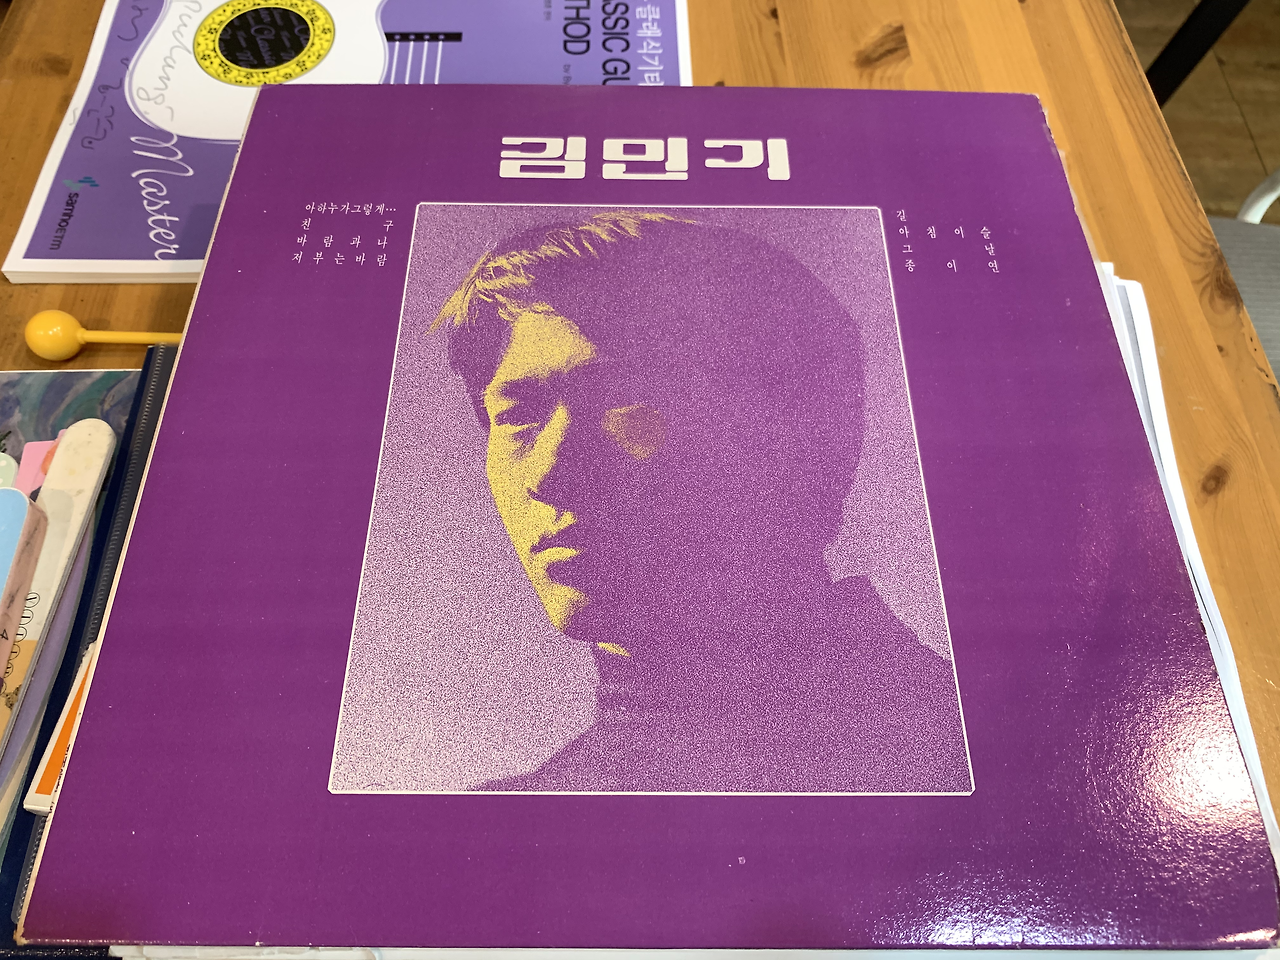 클래식기타
CLASSIC GU
THOD
Master
samhoETM
김민기
아하누가그렇게…
친 구
바 람 과 나
저 부 는 바 람
길
아 침 이 슬
그 날
종 이 연